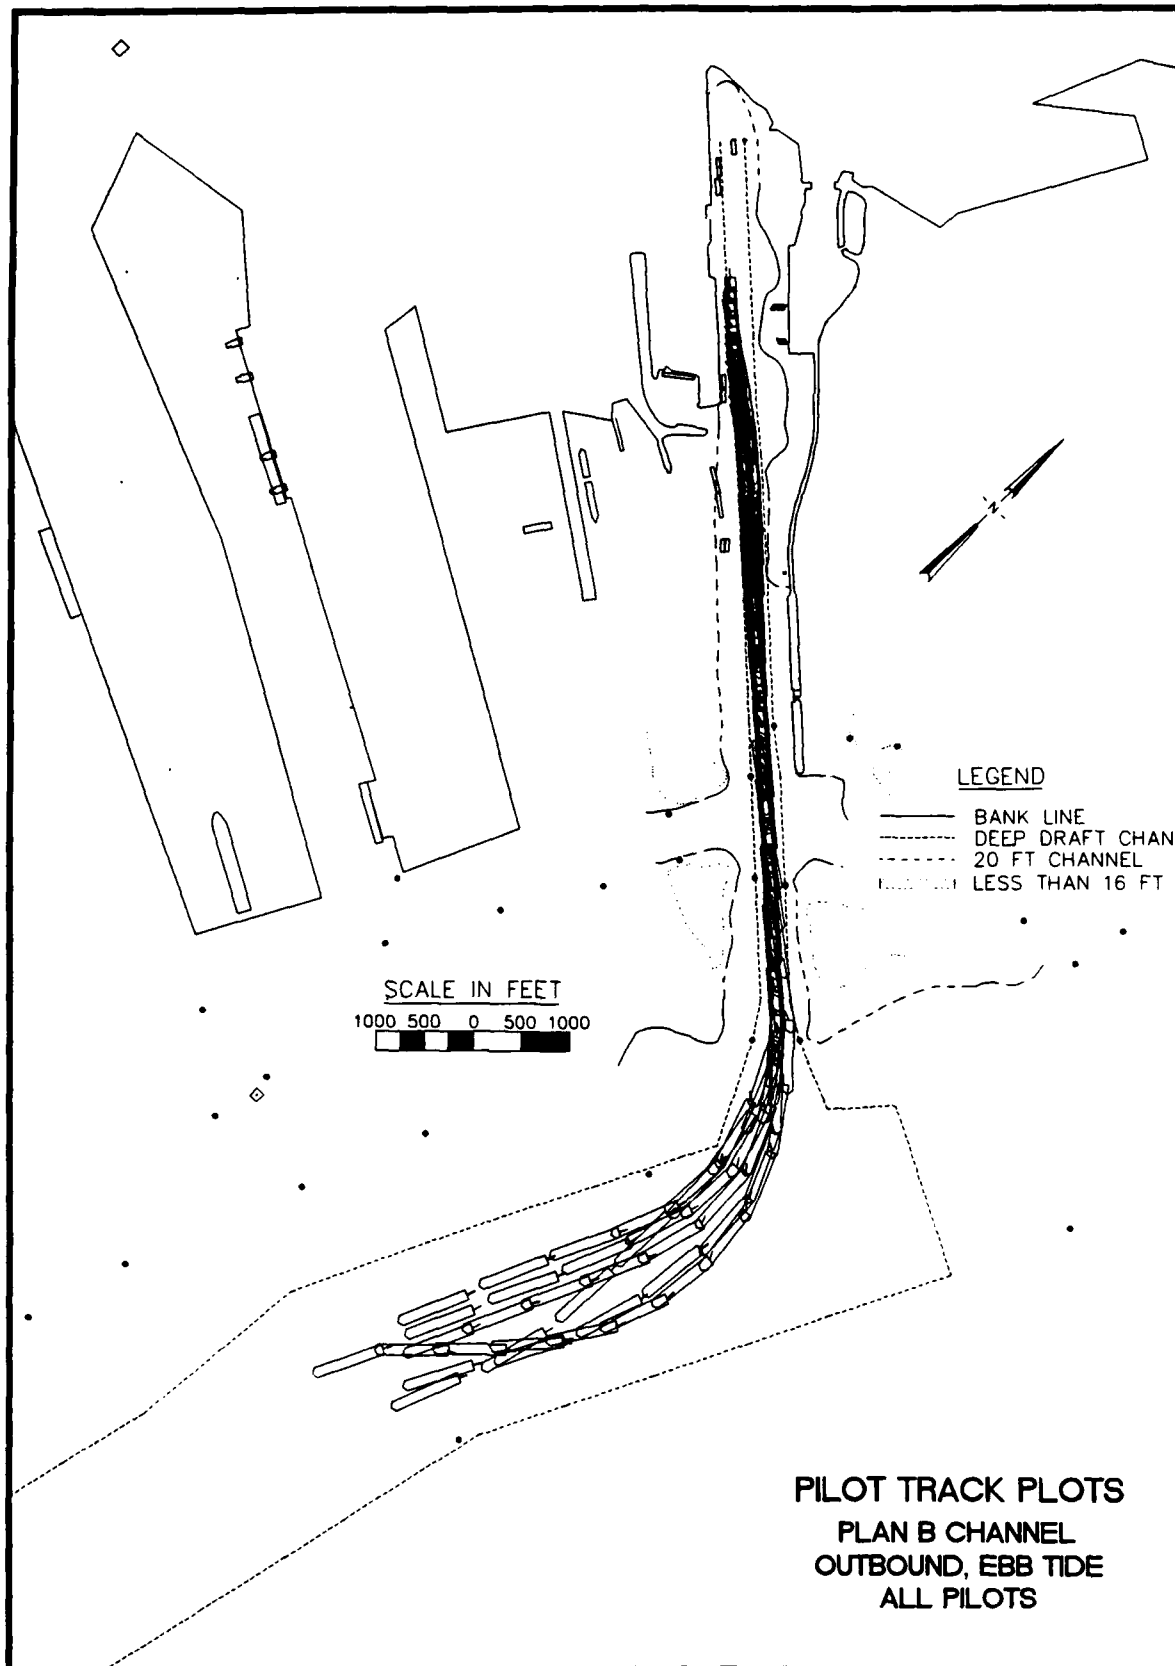 N
LEGEND
BANK LINE
DEEP DRAFT CHAN
20 FT CHANNEL
LESS THAN 16 FT
SCALE IN FEET
1000 500 0 500 1000
PILOT TRACK PLOTS
PLAN B CHANNEL
OUTBOUND, EBB TIDE
ALL PILOTS